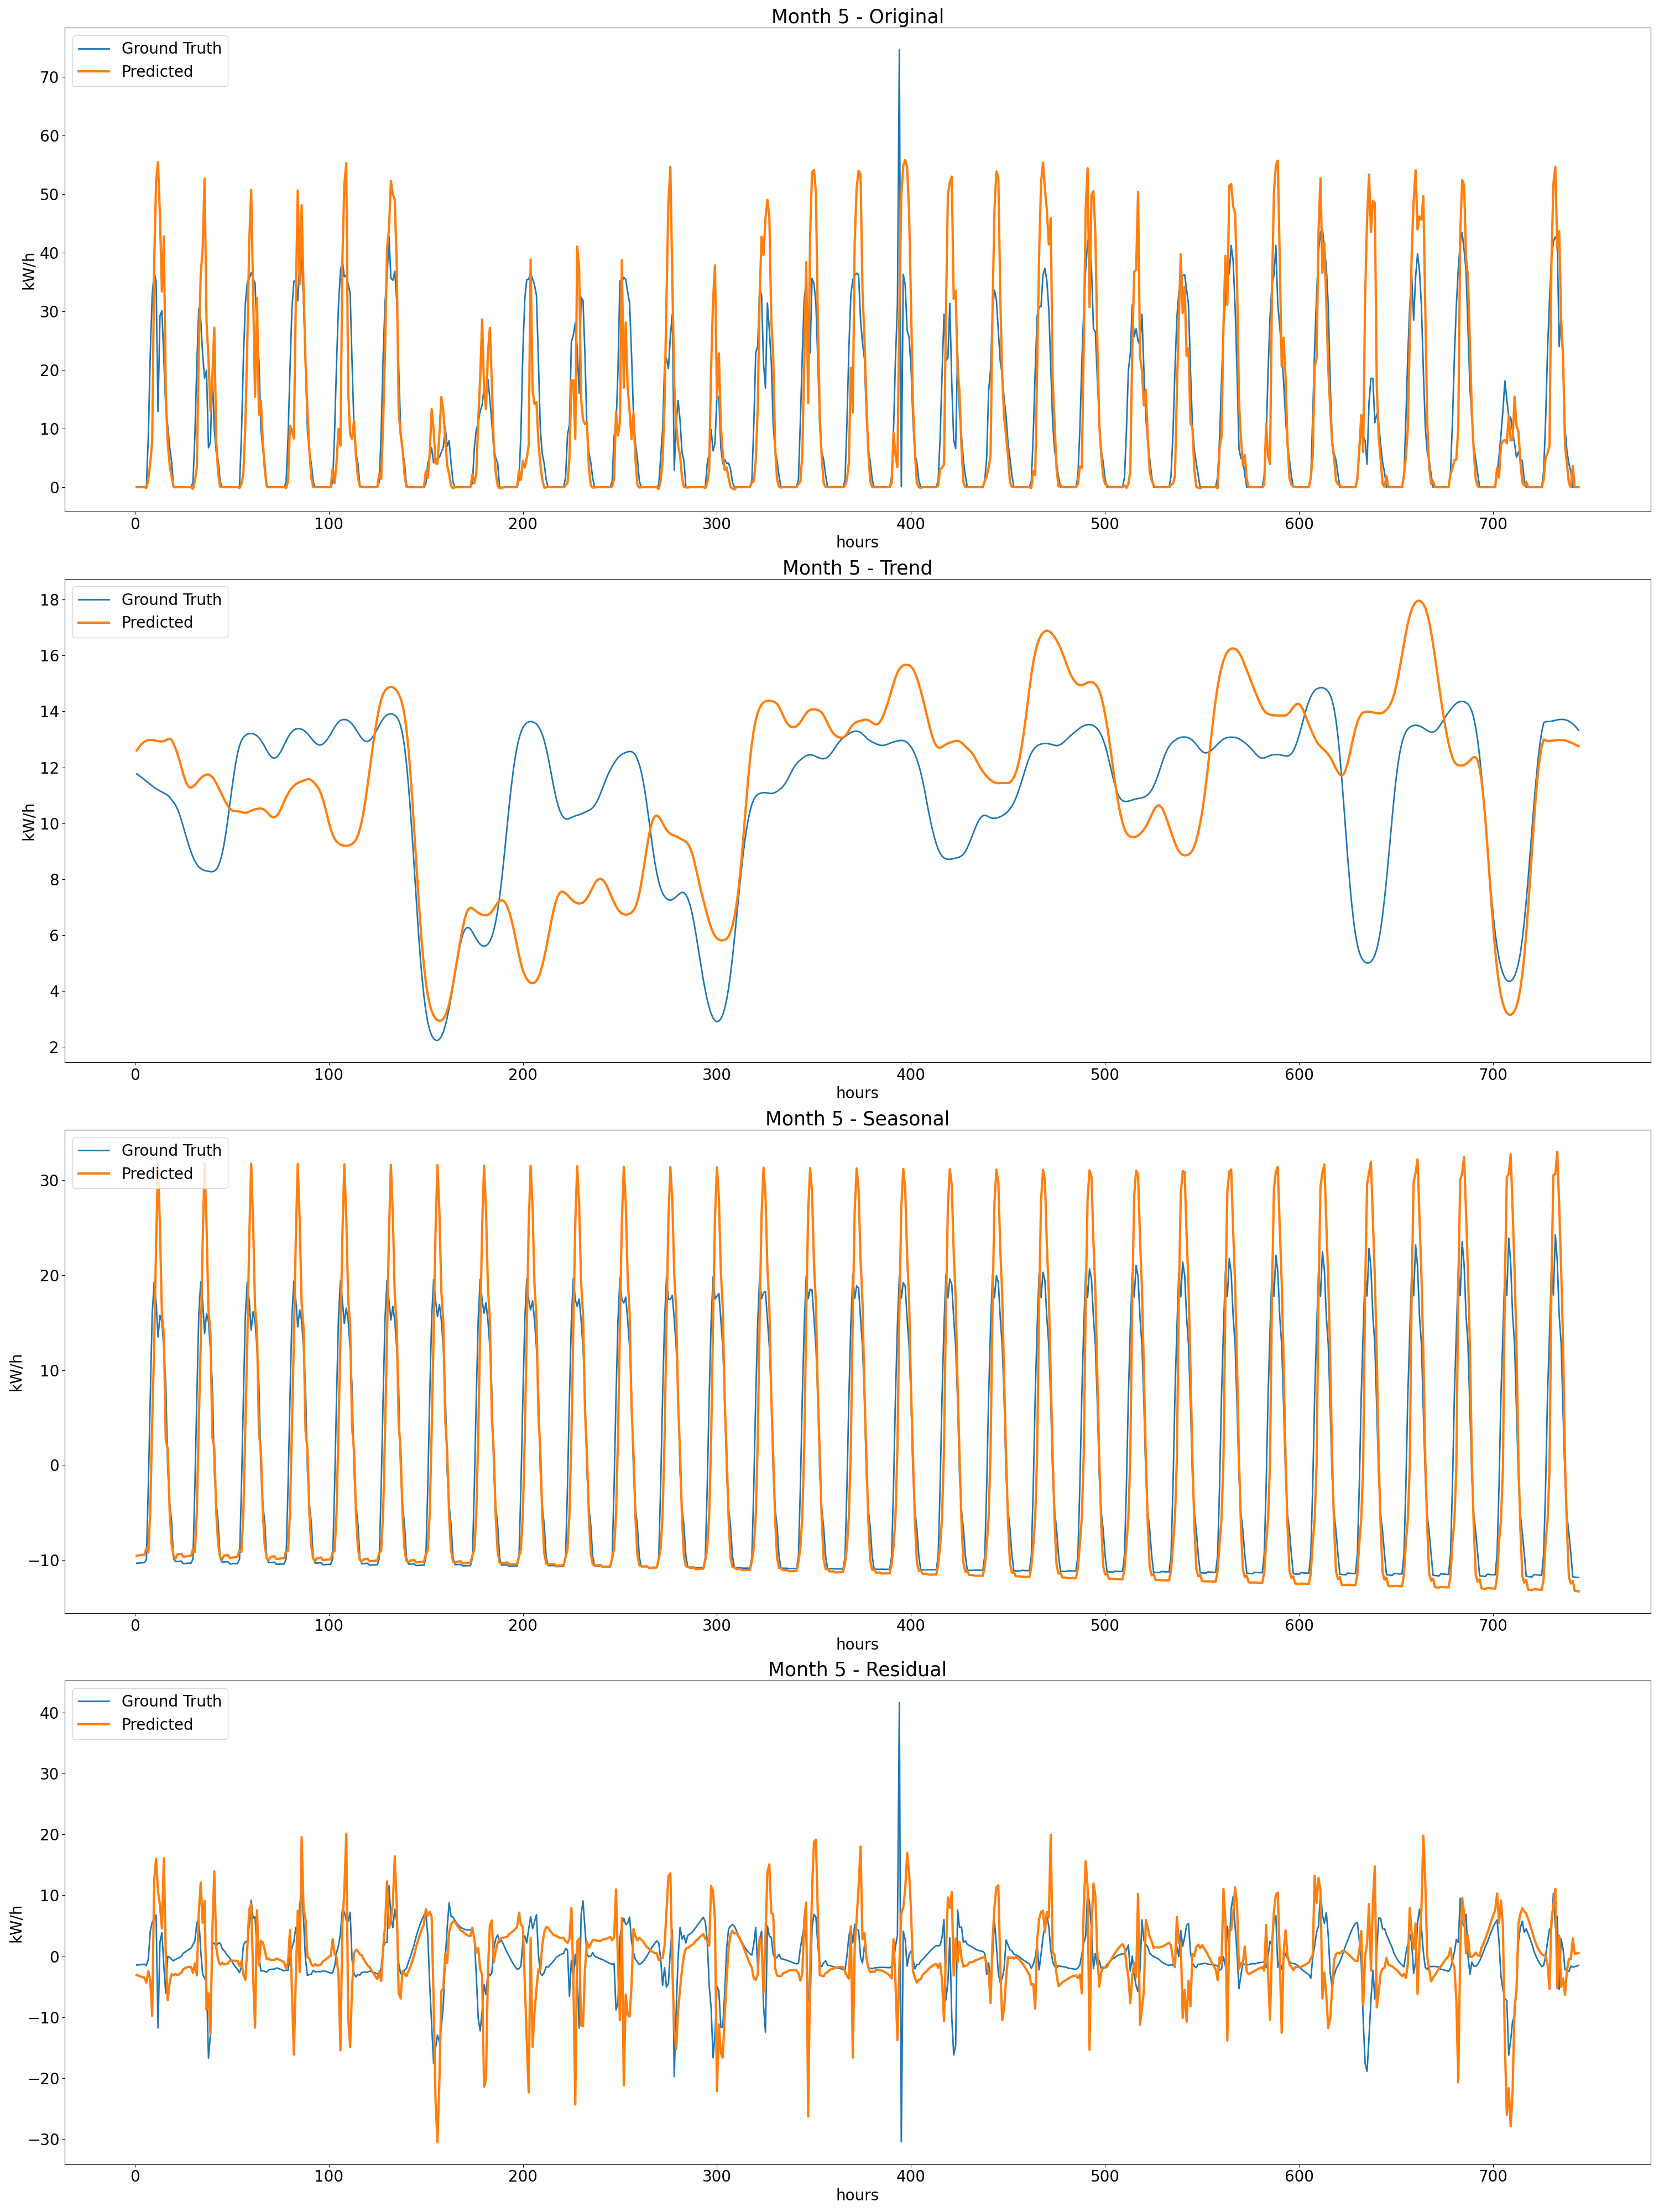 Month 5 - Original
Ground Truth
Predicted
70
60
50
40
30
20
10
0
kW/h
0 100 200 300 400 500 600 700
hours
Month 5 - Trend
Ground Truth
Predicted
18
16
14
12
10
8
6
4
2
kW/h
0 100 200 300 400 500 600 700
hours
Month 5 - Seasonal
Ground Truth
Predicted
30
20
10
0
−10
kW/h
0 100 200 300 400 500 600 700
hours
Month 5 - Residual
Ground Truth
Predicted
40
30
20
10
0
−10
−20
−30
kW/h
0 100 200 300 400 500 600 700
hours